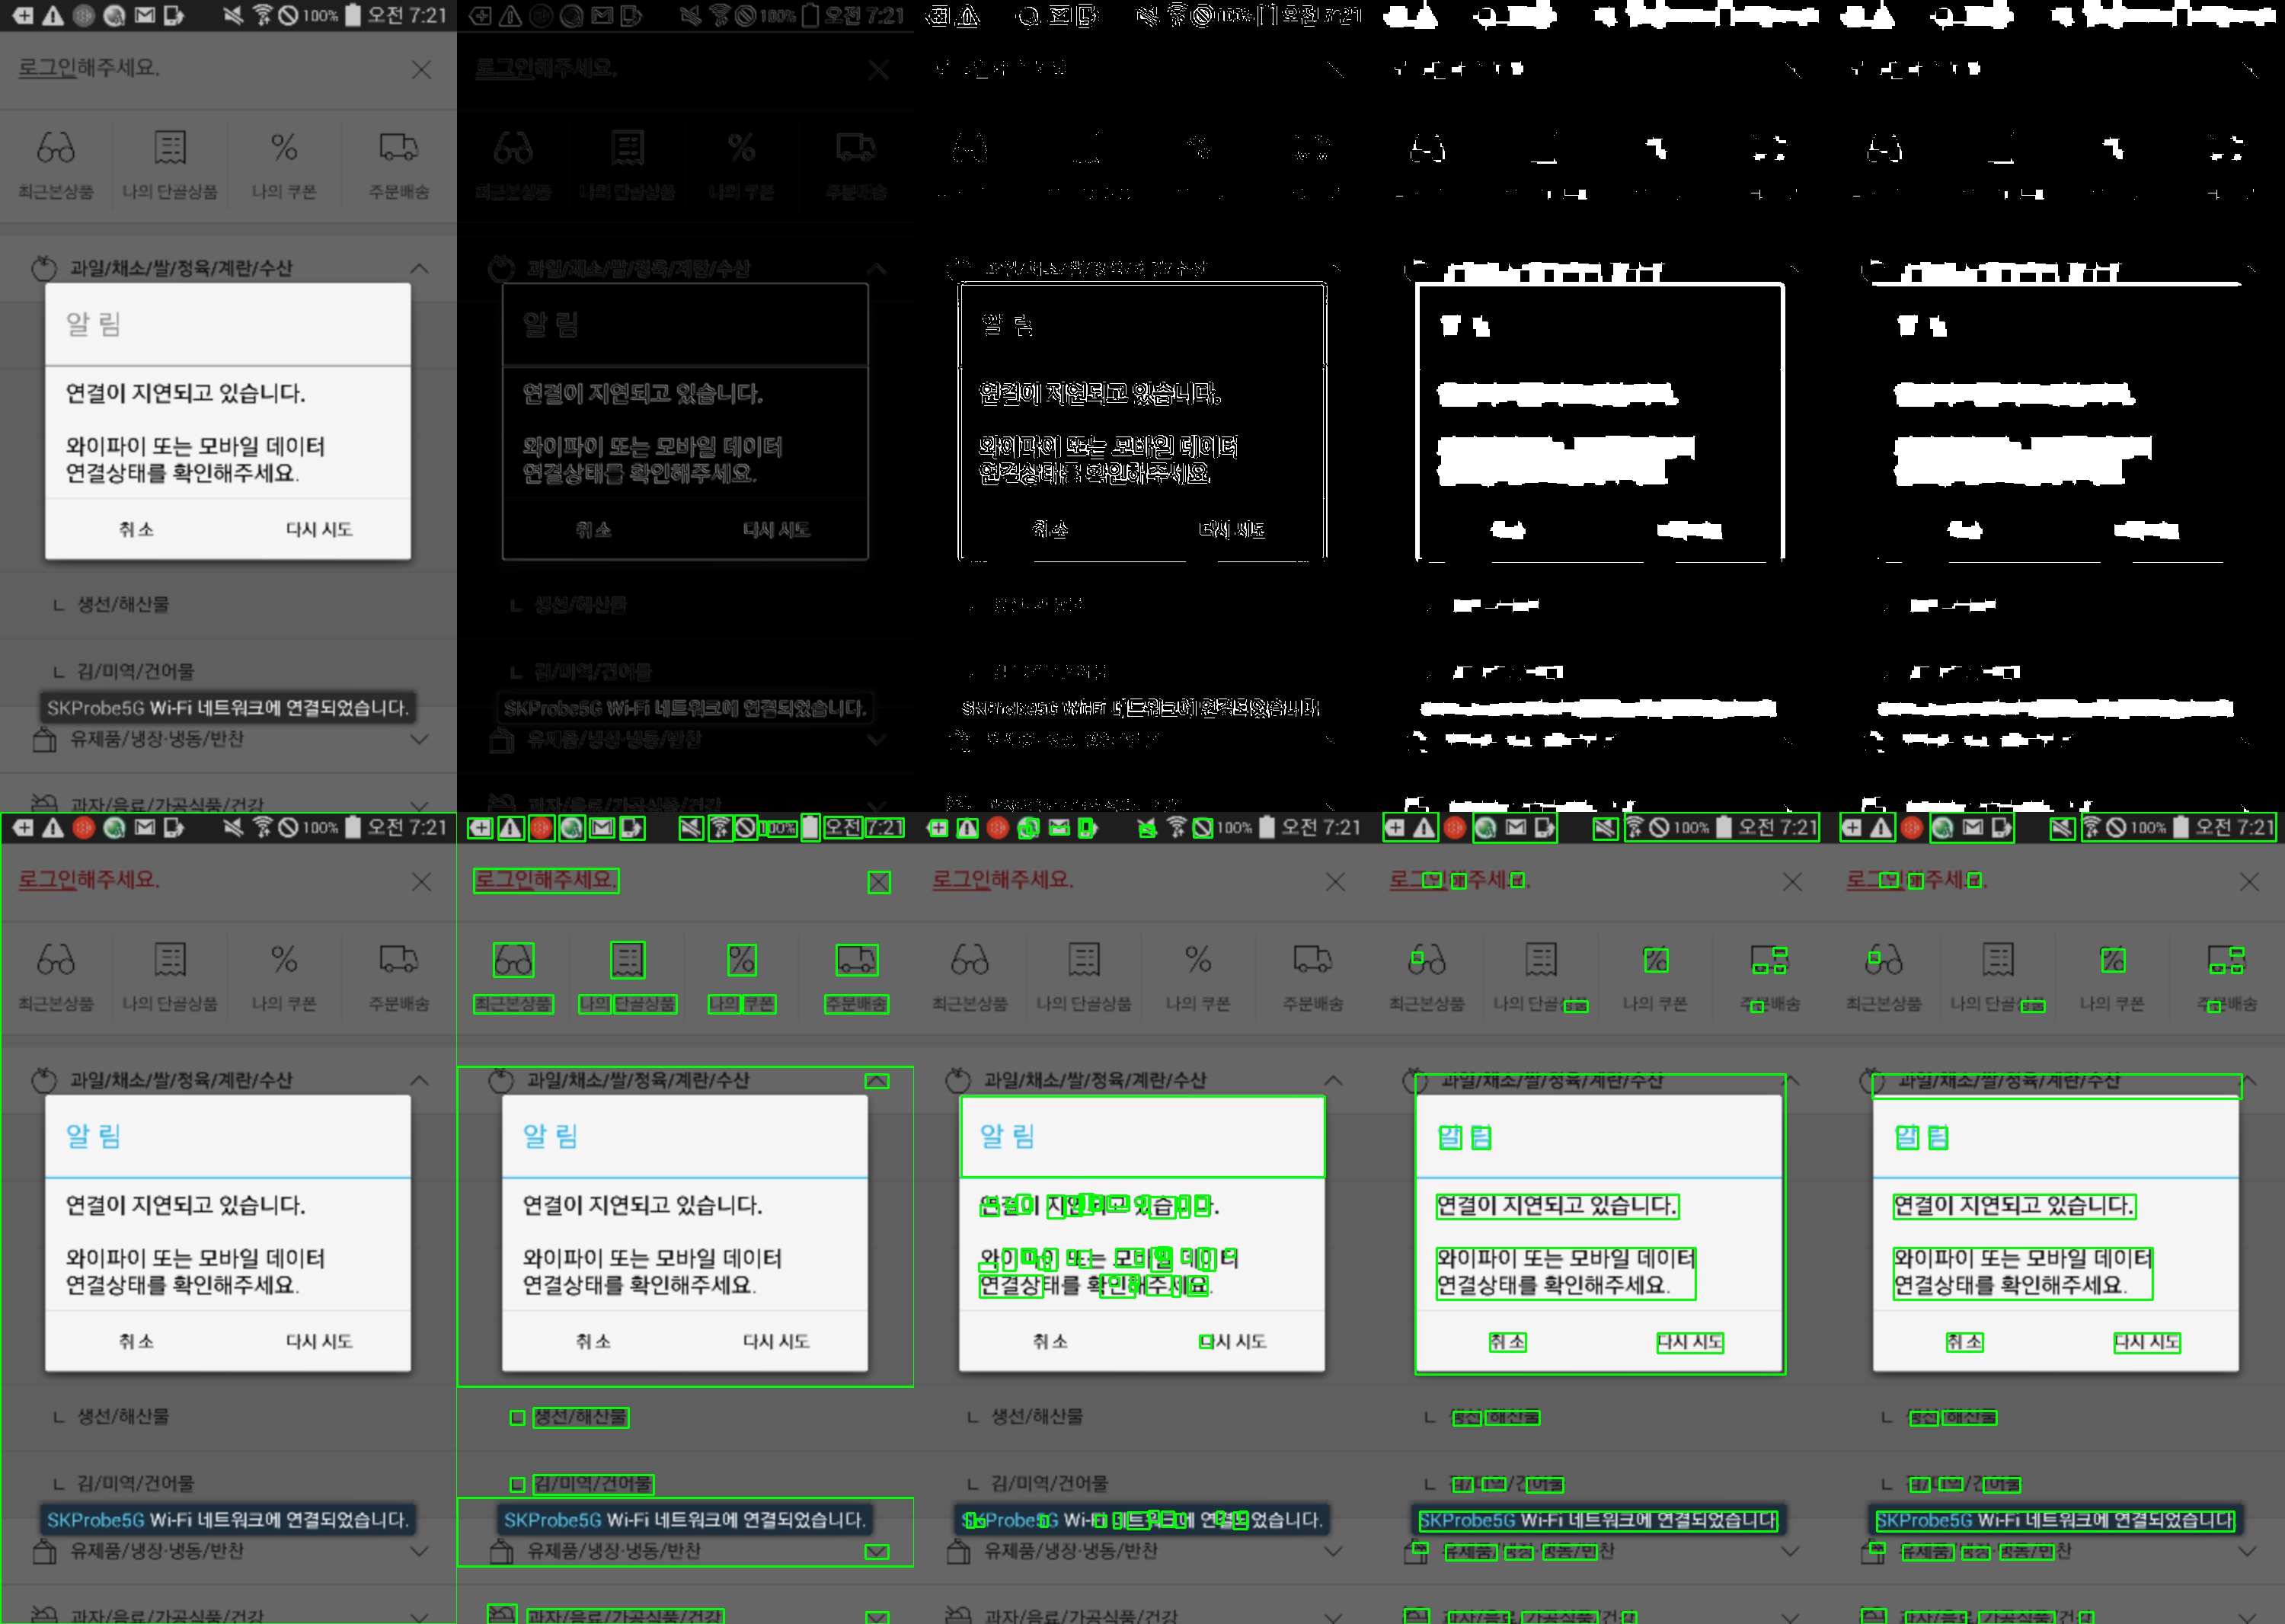 100% 오전 7:21
로그인해주세요.
최근본상품 나의 단골상품 나의 쿠폰 주문배송
과일/채소/쌀/정육/계란/수산
알 림
연결이 지연되고 있습니다.
와이파이 또는 모바일 데이터
연결상태를 확인해주세요.
취소 다시 시도
ㄴ 생선/해산물
ㄴ 김/미역/건어물
SKProbe5G Wi-Fi 네트워크에 연결되었습니다.
유제품/냉장·냉동/반찬
과자/음료/가공식품/건강
100% 오전 7:21
로그인해주세요.
최근본상품 나의 단골상품 나의 쿠폰 주문배송
과일/채소/쌀/정육/계란/수산
알 림
연결이 지연되고 있습니다.
와이파이 또는 모바일 데이터
연결상태를 확인해주세요.
취소 다시 시도
ㄴ 생선/해산물
ㄴ 김/미역/건어물
SKProbe5G Wi-Fi 네트워크에 연결되었습니다.
유제품/냉장·냉동/반찬
과자/음료/가공식품/건강
알 림
연결이 지연되고 있습니다.
와이파이 또는 모바일 데이터
연결상태를 확인해주세요
취소 다시 시도
100% 오전 7:21
로그인해주세요.
최근본상품 나의 단골상품 나의 쿠폰 주문배송
과일/채소/쌀/정육/계란/수산
알 림
연결이 지연되고 있습니다.
와이파이 또는 모바일 데이터
연결상태를 확인해주세요.
취소 다시 시도
ㄴ 생선/해산물
ㄴ 김/미역/건어물
SKProbe5G Wi-Fi 네트워크에 연결되었습니다.
유제품/냉장·냉동/반찬
과자/음료/가공식품/건강
100% 오전 7:21
로그인해주세요.
최근본상품 나의 단골상품 나의 쿠폰 주문배송
과일/채소/쌀/정육/계란/수산
알 림
연결이 지연되고 있습니다.
와이파이 또는 모바일 데이터
연결상태를 확인해주세요.
취소 다시 시도
ㄴ 생선/해산물
ㄴ 김/미역/건어물
SKProbe5G Wi-Fi 네트워크에 연결되었습니다.
유제품/냉장·냉동/반찬
과자/음료/가공식품/건강
100% 오전 7:21
로그인해주세요.
최근본상품 나의 단골상품 나의 쿠폰 주문배송
과일/채소/쌀/정육/계란/수산
알 림
연결이 지연되고 있습니다.
와이파이 또는 모바일 데이터
연결상태를 확인해주세요.
취소 다시 시도
ㄴ 생선/해산물
ㄴ 김/미역/건어물
SKProbe5G Wi-Fi 네트워크에 연결되었습니다.
유제품/냉장·냉동/반찬
과자/음료/가공식품/건강
100% 오전 7:21
로그인해주세요.
최근본상품 나의 단골상품 나의 쿠폰 주문배송
과일/채소/쌀/정육/계란/수산
알 림
연결이 지연되고 있습니다.
와이파이 또는 모바일 데이터
연결상태를 확인해주세요.
취소 다시 시도
ㄴ 생선/해산물
ㄴ 김/미역/건어물
SKProbe5G Wi-Fi 네트워크에 연결되었습니다.
유제품/냉장·냉동/반찬
과자/음료/가공식품/건강
100% 오전 7:21
로그인해주세요.
최근본상품 나의 단골상품 나의 쿠폰 주문배송
과일/채소/쌀/정육/계란/수산
알 림
연결이 지연되고 있습니다.
와이파이 또는 모바일 데이터
연결상태를 확인해주세요.
취소 다시 시도
ㄴ 생선/해산물
ㄴ 김/미역/건어물
SKProbe5G Wi-Fi 네트워크에 연결되었습니다.
유제품/냉장·냉동/반찬
과자/음료/가공식품/건강